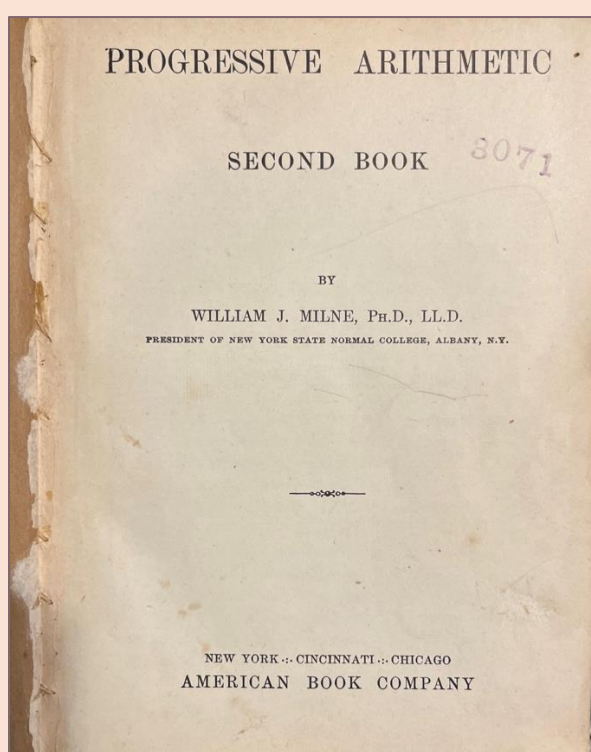 PROGRESSIVE ARITHMETIC
SECOND BOOK
3071
BY
WILLIAM J. MILNE, PH.D., LL.D.
PRESIDENT OF NEW YORK STATE NORMAL COLLEGE, ALBANY, N.Y.
NEW YORK ·:· CINCINNATI ·:· CHICAGO
AMERICAN BOOK COMPANY